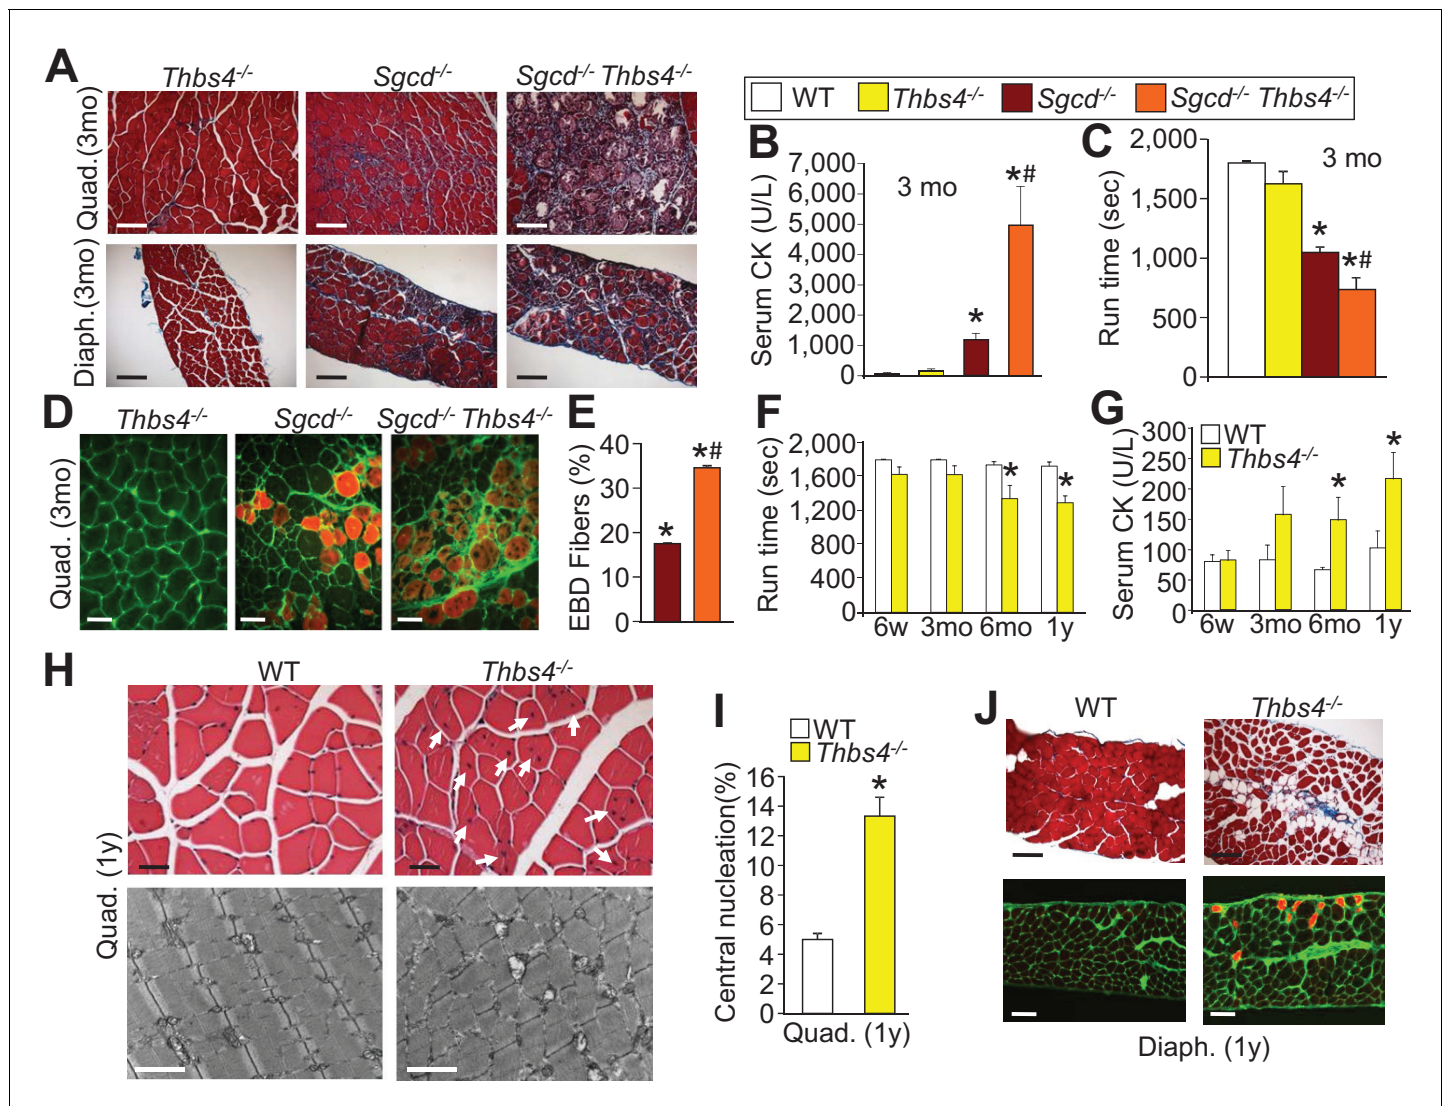 A
Thbs4-/-
Sgcd-/-
Sgcd-/- Thbs4-/-
Quad.(3mo)
Diaph.(3mo)
WT
Thbs4-/-
Sgcd-/-
Sgcd-/- Thbs4-/-
B
Serum CK (U/L)
7,000
6,000
5,000
4,000
3,000
2,000
1,000
0
3 mo
*
*#
C
Run time (sec)
2,000
1,500
1,000
500
0
3 mo
*
*#
D
Thbs4-/-
Sgcd-/-
Sgcd-/- Thbs4-/-
Quad. (3mo)
E
EBD Fibers (%)
40
30
20
10
0
*
*#
F
Run time (sec)
2,000
1,600
1,200
800
400
0
*
*
6w
3mo
6mo
1y
G
Serum CK (U/L)
300
250
200
150
100
50
0
WT
Thbs4-/-
*
*
6w
3mo
6mo
1y
H
WT
Thbs4-/-
Quad. (1y)
I
WT
Thbs4-/-
Central nucleation(%)
16
14
12
10
8
6
4
2
0
*
Quad. (1y)
J
WT
Thbs4-/-
Diaph. (1y)